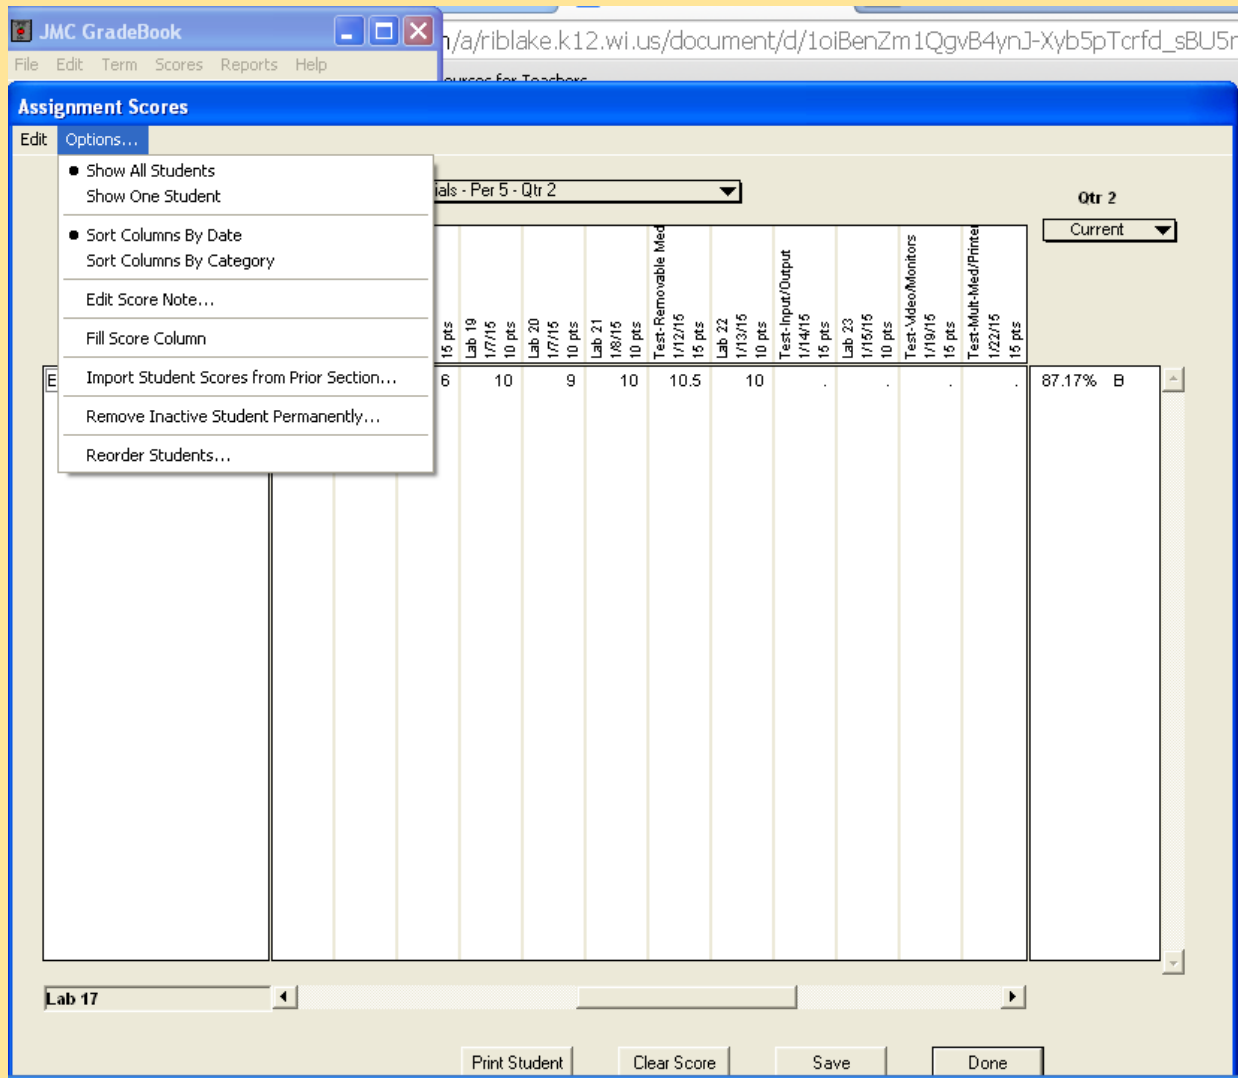 JMC GradeBook
/a/riblake.k12.wi.us/document/d/1oiBenZm1QgvB4ynJ-Xyb5pTcrfd_sBU5r
File Edit Term Scores Reports Help
for Teachers
Assignment Scores
Edit Options...
Show All Students
Show One Student
Sort Columns By Date
Sort Columns By Category
Edit Score Note...
Fill Score Column
Import Student Scores from Prior Section...
Remove Inactive Student Permanently...
Reorder Students...
ials - Per 5 - Qtr 2
Qtr 2
Current
15 pts
Lab 19
1/7/15
10 pts
Lab 20
1/7/15
10 pts
Lab 21
1/8/15
10 pts
Test-Removable Med
1/12/15
15 pts
Lab 22
1/13/15
10 pts
Test-Input/Output
1/14/15
15 pts
Lab 23
1/15/15
10 pts
Test-Video/Monitors
1/19/15
15 pts
Test-Mult-Med/Printer
1/22/15
15 pts
E 6 10 9 10 10.5 10 . . . . 87.17% B
Lab 17
Print Student Clear Score Save Done